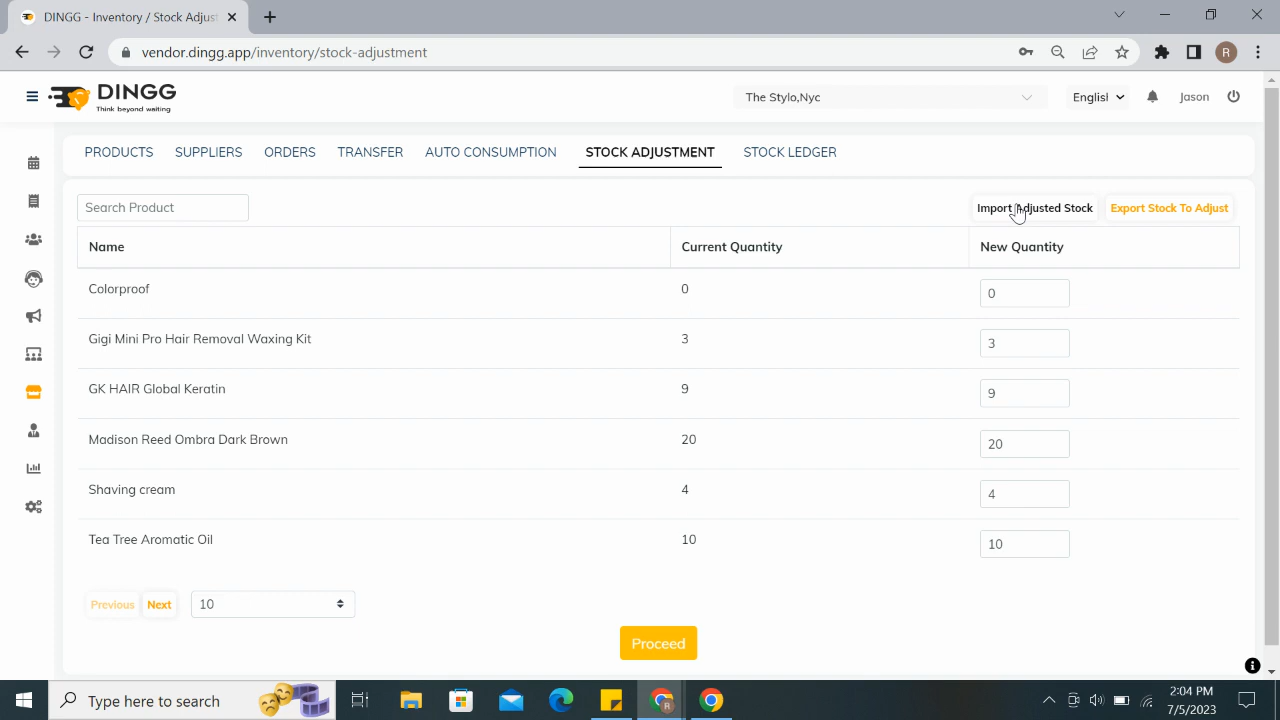 DINGG - Inventory / Stock Adjust
vendor.dingg.app/inventory/stock-adjustment
R
DINGG
Think beyond waiting
The Stylo,Nyc
English
Jason
PRODUCTS SUPPLIERS ORDERS TRANSFER AUTO CONSUMPTION STOCK ADJUSTMENT STOCK LEDGER
Search Product
Import Adjusted Stock
Export Stock To Adjust
Name Current Quantity New Quantity
Colorproof 0 0
Gigi Mini Pro Hair Removal Waxing Kit 3 3
GK HAIR Global Keratin 9 9
Madison Reed Ombra Dark Brown 20 20
Shaving cream 4 4
Tea Tree Aromatic Oil 10 10
Previous Next 10
Proceed
Type here to search
R
2:04 PM
7/5/2023